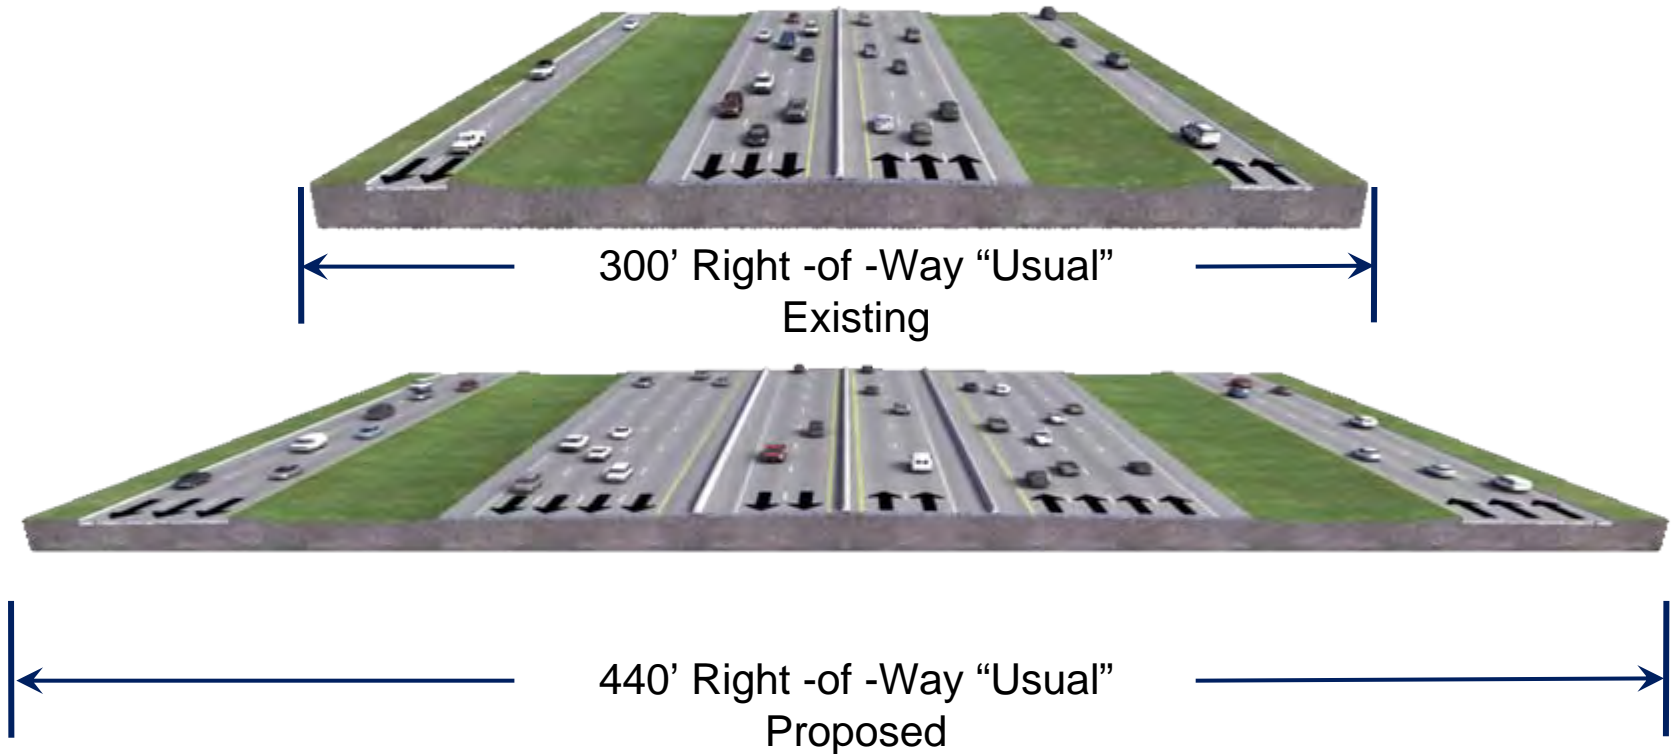 300’ Right -of -Way “Usual”
Existing
440’ Right -of -Way “Usual”
Proposed